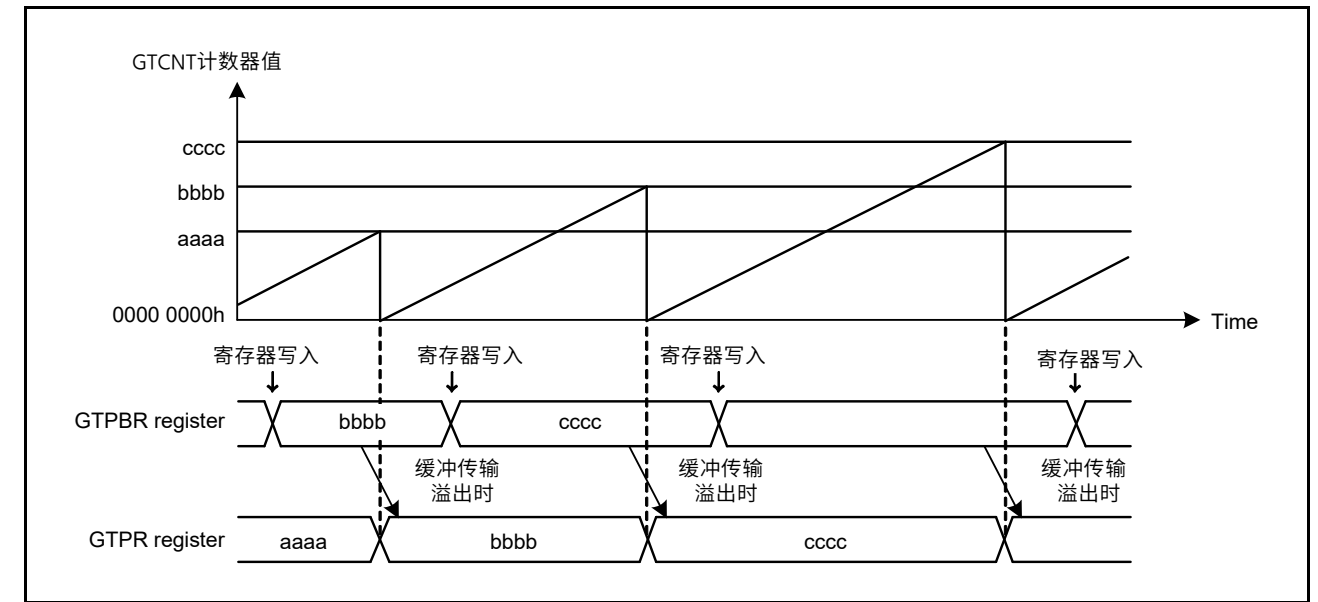 GTCNT计数器值
cccc
bbbb
aaaa
0000 0000h
Time
寄存器写入 寄存器写入 寄存器写入 寄存器写入
GTPBR register bbbb cccc
缓冲传输 缓冲传输 缓冲传输
溢出时 溢出时 溢出时
GTPR register aaaa bbbb cccc